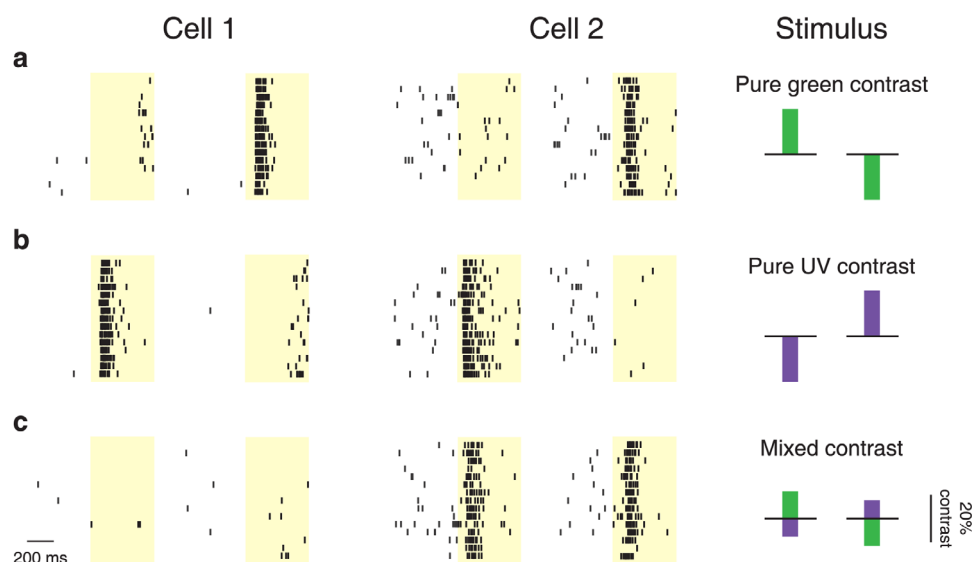 Cell 1
Cell 2
Stimulus
a
Pure green contrast
b
Pure UV contrast
c
Mixed contrast
20%
contrast
200 ms